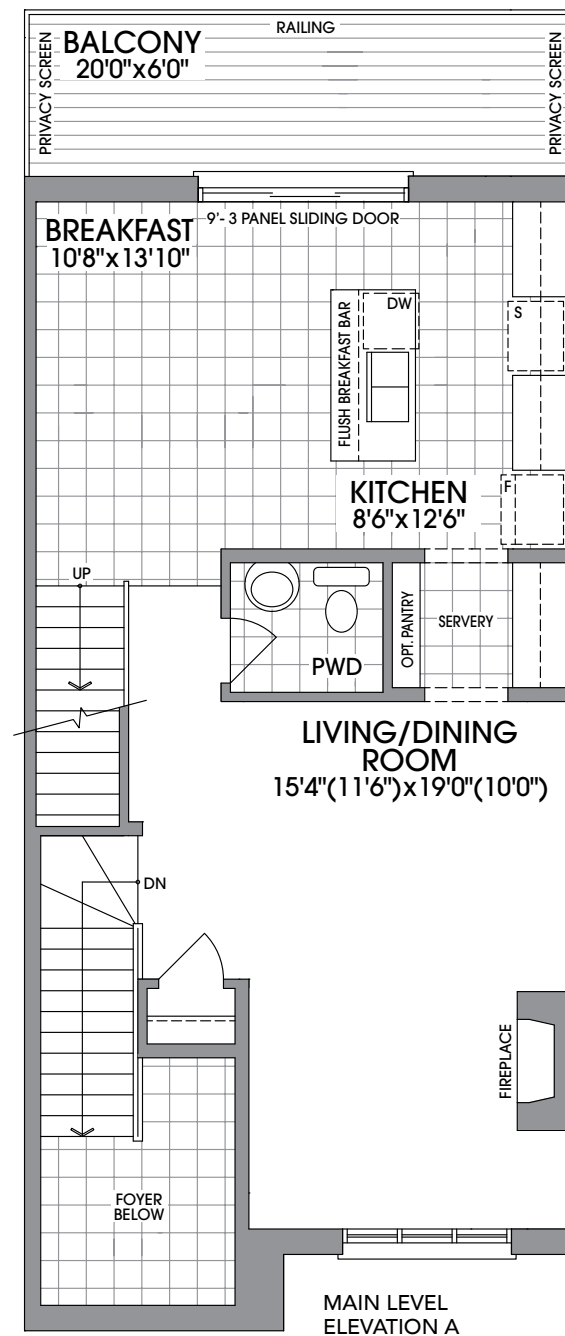 RAILING
BALCONY
20'0"x6'0"
PRIVACY SCREEN
PRIVACY SCREEN
9'- 3 PANEL SLIDING DOOR
BREAKFAST
10'8"x13'10"
DW
S
FLUSH BREAKFAST BAR
KITCHEN
8'6"x12'6"
F
UP
OPT. PANTRY
SERVERY
PWD
LIVING/DINING
ROOM
15'4"(11'6")x19'0"(10'0")
DN
FIREPLACE
FOYER
BELOW
MAIN LEVEL
ELEVATION A